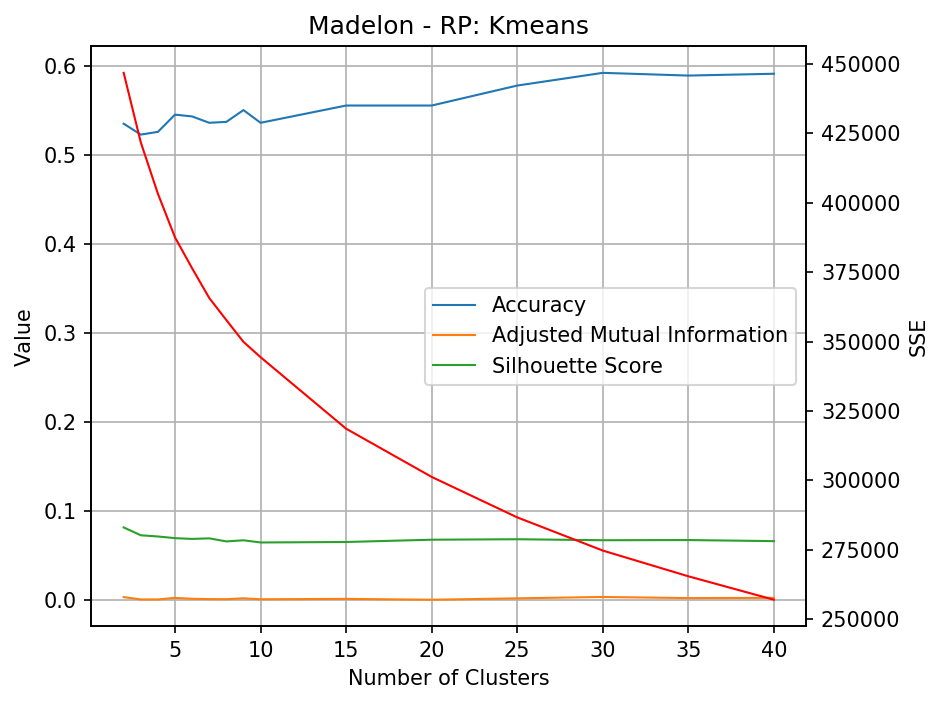 Madelon - RP: Kmeans
0.6
0.5
0.4
0.3
0.2
0.1
0.0
Value
450000
425000
400000
375000
350000
325000
300000
275000
250000
SSE
Accuracy
Adjusted Mutual Information
Silhouette Score
5 10 15 20 25 30 35 40
Number of Clusters